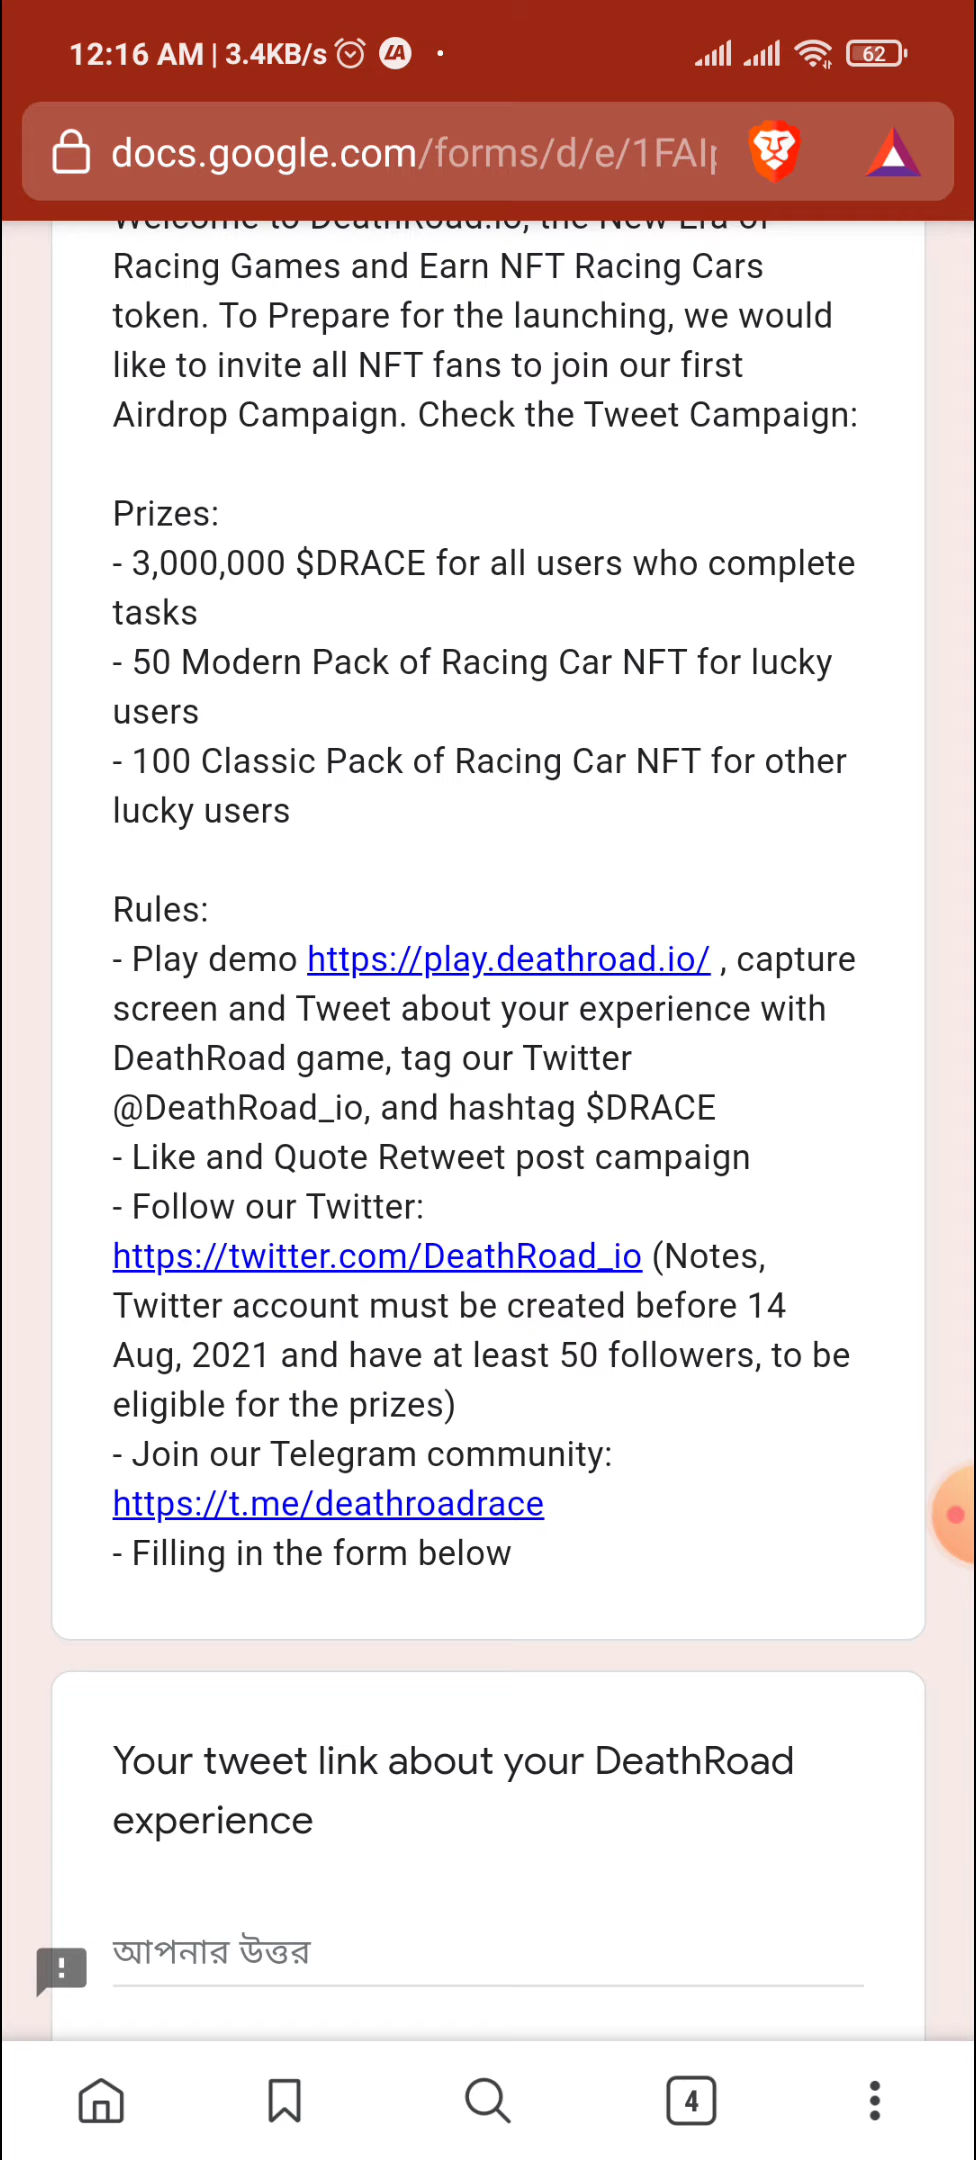 12:16 AM | 3.4KB/s
62
docs.google.com/forms/d/e/1FAI
Welcome to DeathRoad.io, the New Era of
Racing Games and Earn NFT Racing Cars
token. To Prepare for the launching, we would
like to invite all NFT fans to join our first
Airdrop Campaign. Check the Tweet Campaign:
Prizes:
- 3,000,000 $DRACE for all users who complete
tasks
- 50 Modern Pack of Racing Car NFT for lucky
users
- 100 Classic Pack of Racing Car NFT for other
lucky users
Rules:
- Play demo https://play.deathroad.io/ , capture
screen and Tweet about your experience with
DeathRoad game, tag our Twitter
@DeathRoad_io, and hashtag $DRACE
- Like and Quote Retweet post campaign
- Follow our Twitter:
https://twitter.com/DeathRoad_io (Notes,
Twitter account must be created before 14
Aug, 2021 and have at least 50 followers, to be
eligible for the prizes)
- Join our Telegram community:
https://t.me/deathroadrace
- Filling in the form below
Your tweet link about your DeathRoad
experience
আপনার উত্তর
4